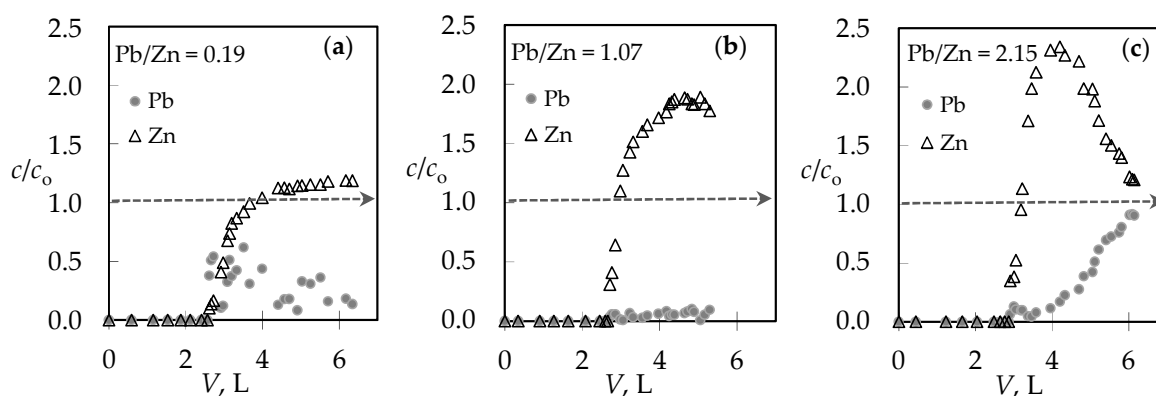 (a)
Pb/Zn = 0.19
Pb
Zn
c/cₒ
2.5
2.0
1.5
1.0
0.5
0.0
0 2 4 6
V, L
(b)
Pb/Zn = 1.07
Pb
Zn
c/cₒ
2.5
2.0
1.5
1.0
0.5
0.0
0 2 4 6
V, L
(c)
Pb/Zn = 2.15
Pb
Zn
c/cₒ
2.5
2.0
1.5
1.0
0.5
0.0
0 2 4 6
V, L